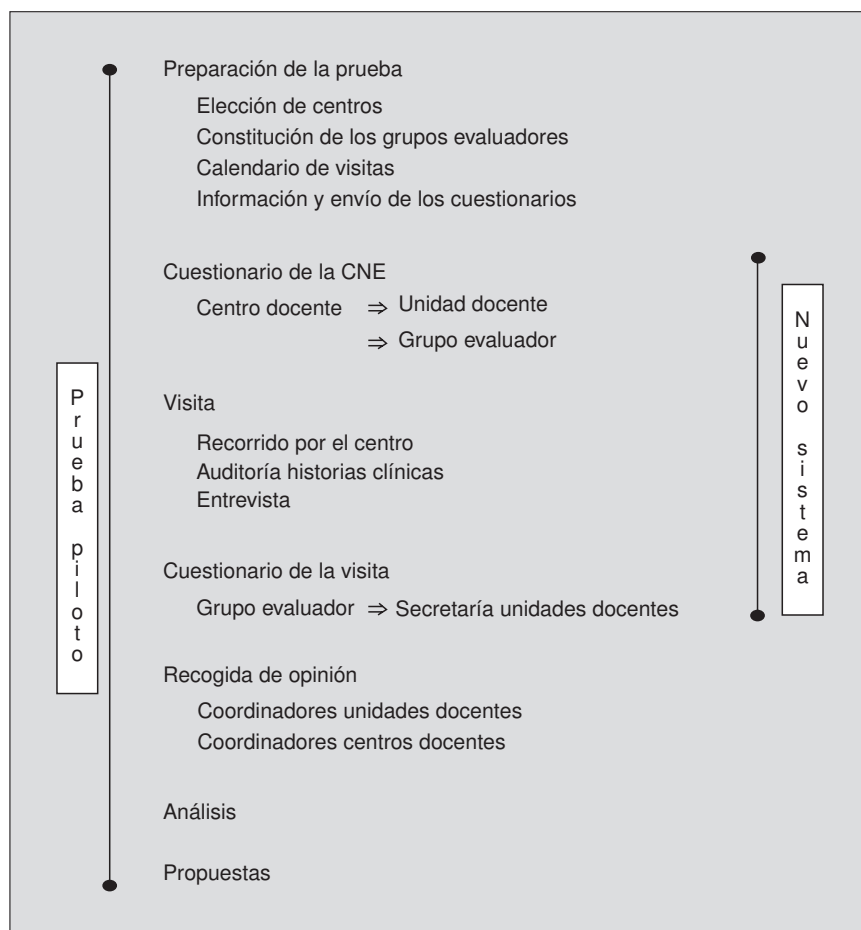 Preparación de la prueba
Elección de centros
Constitución de los grupos evaluadores
Calendario de visitas
Información y envío de los cuestionarios
Cuestionario de la CNE
Centro docente ⇒ Unidad docente
⇒ Grupo evaluador
Visita
Recorrido por el centro
Auditoría historias clínicas
Entrevista
Cuestionario de la visita
Grupo evaluador ⇒ Secretaría unidades docentes
Recogida de opinión
Coordinadores unidades docentes
Coordinadores centros docentes
Análisis
Propuestas
Prueba piloto
Nuevo sistema